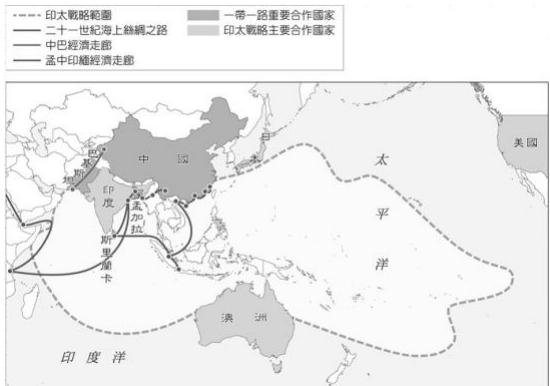 印太戰略範圍
二十一世紀海上絲綢之路
中巴經濟走廊
孟中印緬經濟走廊
一帶一路重要合作國家
印太戰略主要合作國家
中國
日本
美國
巴基斯坦
印度
孟加拉
斯里蘭卡
太平洋
澳洲
印度洋